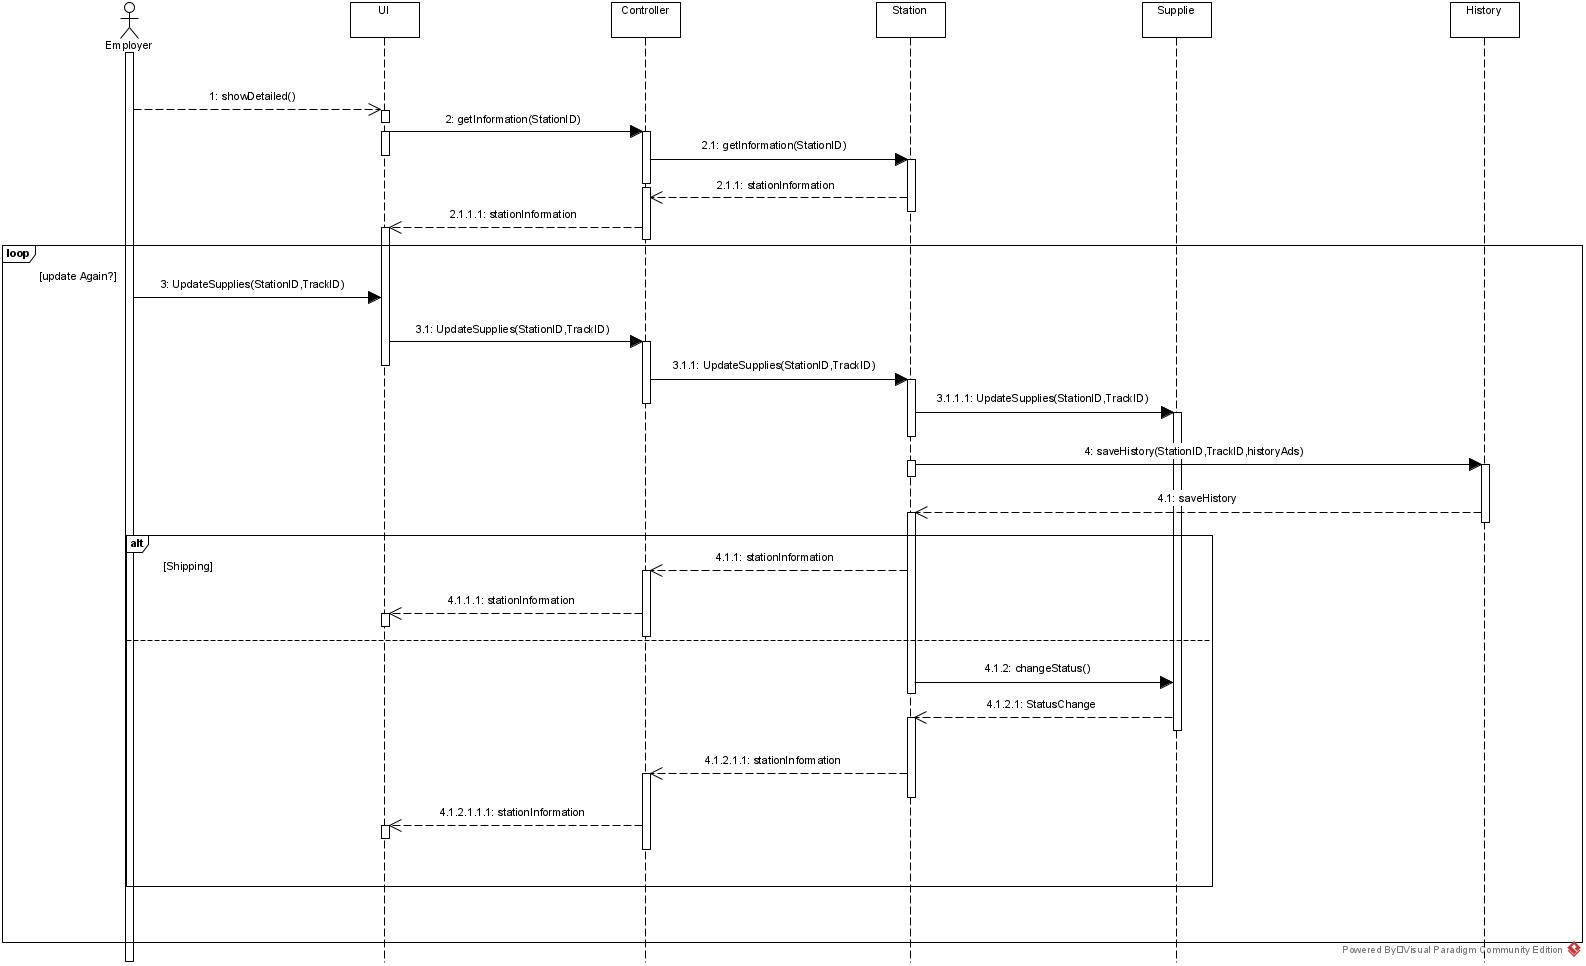 Employer
UI
Controller
Station
Supplie
History
1: showDetailed()
2: getInformation(StationID)
2.1: getInformation(StationID)
2.1.1: stationInformation
2.1.1.1: stationInformation
loop
[update Again?]
3: UpdateSupplies(StationID,TrackID)
3.1: UpdateSupplies(StationID,TrackID)
3.1.1: UpdateSupplies(StationID,TrackID)
3.1.1.1: UpdateSupplies(StationID,TrackID)
4: saveHistory(StationID,TrackID,historyAds)
4.1: saveHistory
alt
[Shipping]
4.1.1: stationInformation
4.1.1.1: stationInformation
4.1.2: changeStatus()
4.1.2.1: StatusChange
4.1.2.1.1: stationInformation
4.1.2.1.1.1: stationInformation
Powered By Visual Paradigm Community Edition